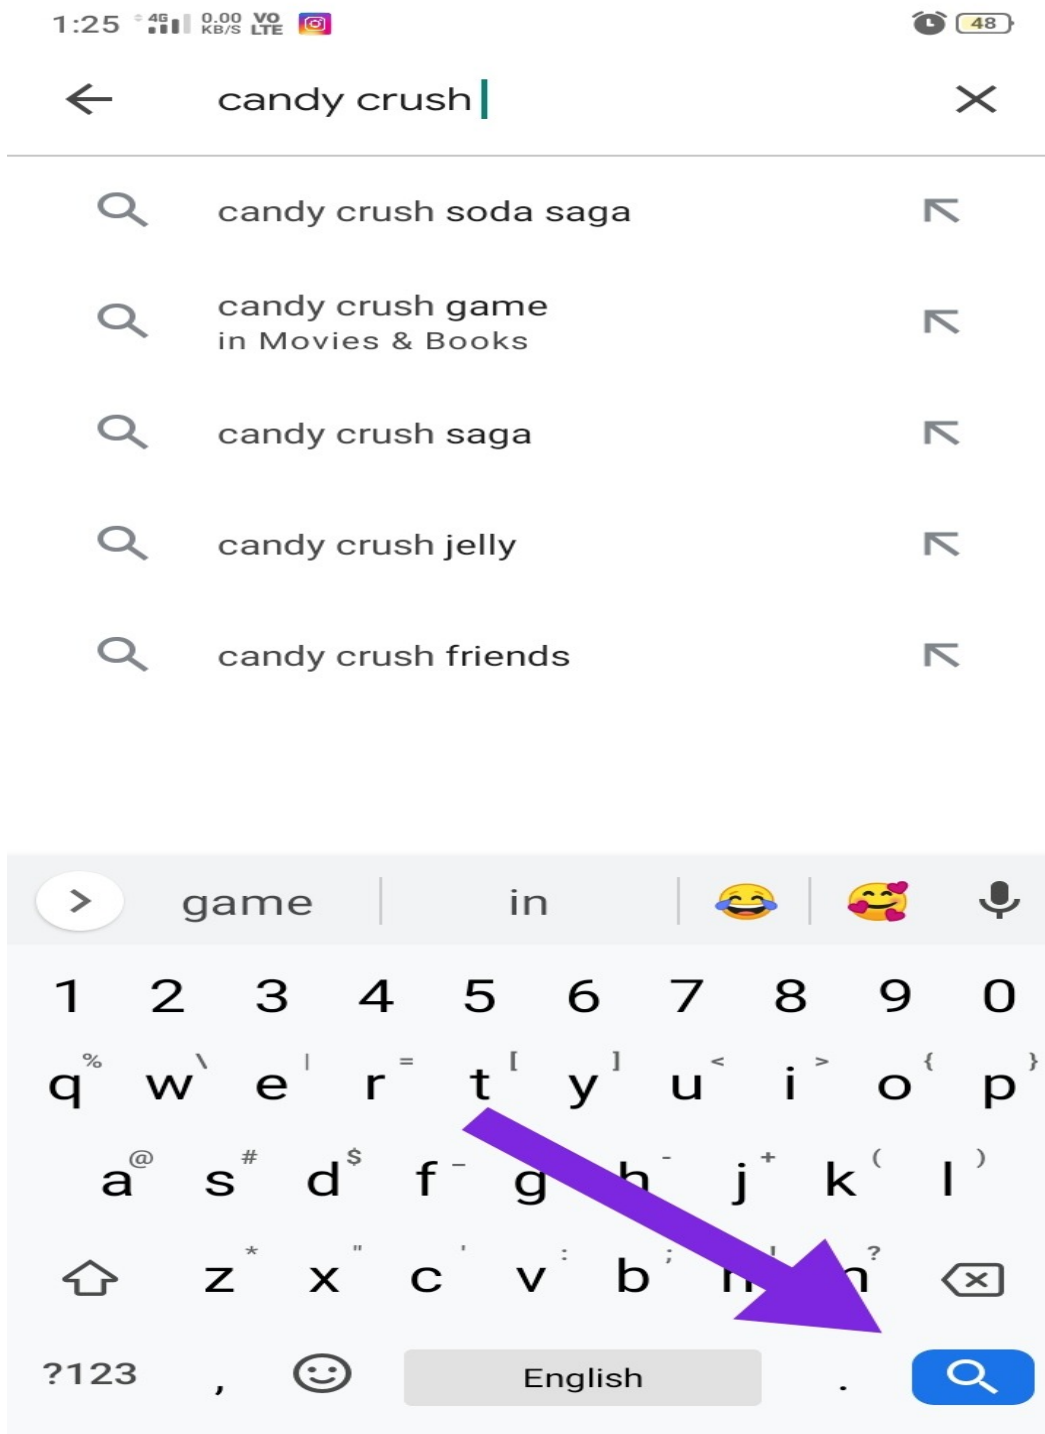 1:25 4G 0.00 KB/S VO LTE 48
candy crush
candy crush soda saga
candy crush game
in Movies & Books
candy crush saga
candy crush jelly
candy crush friends
game in
1 2 3 4 5 6 7 8 9 0
% \ | = [ ] < > { }
q w e r t y u i o p
@ # $ _ - + ( )
a s d f g h j k l
* " ' : ; ! ?
z x c v b n
?123 , English .